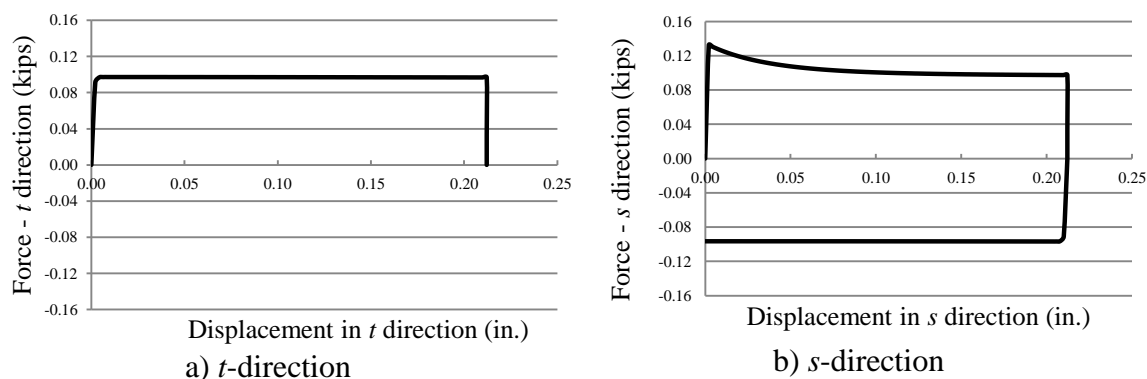 0.16
0.12
0.08
0.04
0.00
-0.04
-0.08
-0.12
-0.16
0.00 0.05 0.10 0.15 0.20 0.25
Force - t direction (kips)
Displacement in t direction (in.)
a) t-direction
0.16
0.12
0.08
0.04
0.00
-0.04
-0.08
-0.12
-0.16
0.00 0.05 0.10 0.15 0.20 0.25
Force - s direction (kips)
Displacement in s direction (in.)
b) s-direction